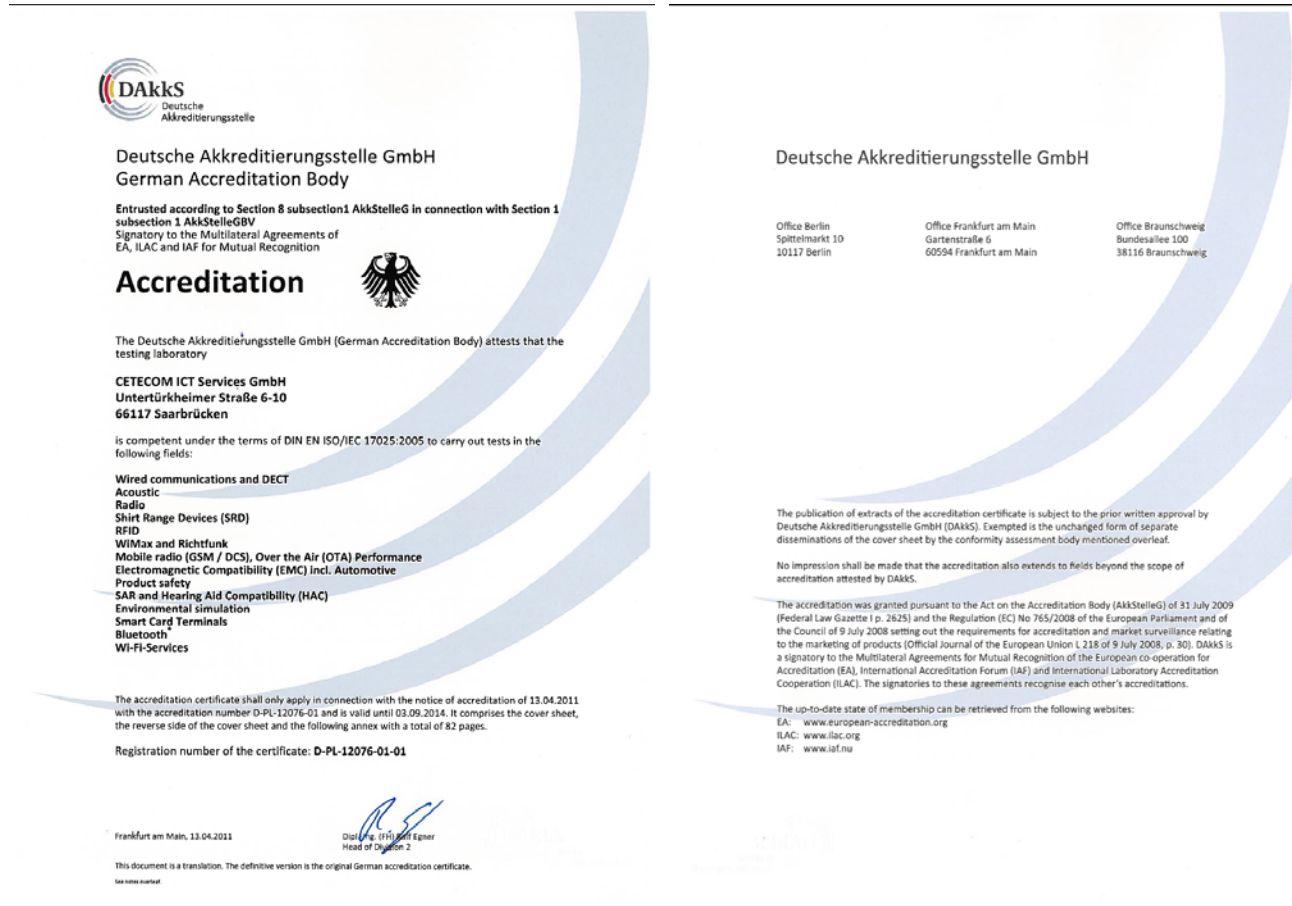 DAkkS
Deutsche
Akkreditierungsstelle
Deutsche Akkreditierungsstelle GmbH
German Accreditation Body
Entrusted according to Section 8 subsection1 AkkStelleG in connection with Section 1
subsection 1 AkkStelleGBV
Signatory to the Multilateral Agreements of
EA, ILAC and IAF for Mutual Recognition
Accreditation
The Deutsche Akkreditierungsstelle GmbH (German Accreditation Body) attests that the
testing laboratory
CETECOM ICT Services GmbH
Untertürkheimer Straße 6-10
66117 Saarbrücken
is competent under the terms of DIN EN ISO/IEC 17025:2005 to carry out tests in the
following fields:
Wired communications and DECT
Acoustic
Radio
Shirt Range Devices (SRD)
RFID
WiMax and Richtfunk
Mobile radio (GSM / DCS), Over the Air (OTA) Performance
Electromagnetic Compatibility (EMC) incl. Automotive
Product safety
SAR and Hearing Aid Compatibility (HAC)
Environmental simulation
Smart Card Terminals
Bluetooth®
Wi-Fi-Services
The accreditation certificate shall only apply in connection with the notice of accreditation of 13.04.2011
with the accreditation number D-PL-12076-01 and is valid until 03.09.2014. It comprises the cover sheet,
the reverse side of the cover sheet and the following annex with a total of 82 pages.
Registration number of the certificate: D-PL-12076-01-01
Frankfurt am Main, 13.04.2011
Dipl.-Ing. (FH) Ralf Egner
Head of Division 2
This document is a translation. The definitive version is the original German accreditation certificate.
See notes overleaf.
Deutsche Akkreditierungsstelle GmbH
Office Berlin
Spittelmarkt 10
10117 Berlin
Office Frankfurt am Main
Gartenstraße 6
60594 Frankfurt am Main
Office Braunschweig
Bundesallee 100
38116 Braunschweig
The publication of extracts of the accreditation certificate is subject to the prior written approval by
Deutsche Akkreditierungsstelle GmbH (DAkkS). Exempted is the unchanged form of separate
disseminations of the cover sheet by the conformity assessment body mentioned overleaf.
No impression shall be made that the accreditation also extends to fields beyond the scope of
accreditation attested by DAkkS.
The accreditation was granted pursuant to the Act on the Accreditation Body (AkkStelleG) of 31 July 2009
(Federal Law Gazette I p. 2625) and the Regulation (EC) No 765/2008 of the European Parliament and of
the Council of 9 July 2008 setting out the requirements for accreditation and market surveillance relating
to the marketing of products (Official Journal of the European Union L 218 of 9 July 2008, p. 30). DAkkS is
a signatory to the Multilateral Agreements for Mutual Recognition of the European co-operation for
Accreditation (EA), International Accreditation Forum (IAF) and International Laboratory Accreditation
Cooperation (ILAC). The signatories to these agreements recognise each other's accreditations.
The up-to-date state of membership can be retrieved from the following websites:
EA: www.european-accreditation.org
ILAC: www.ilac.org
IAF: www.iaf.nu